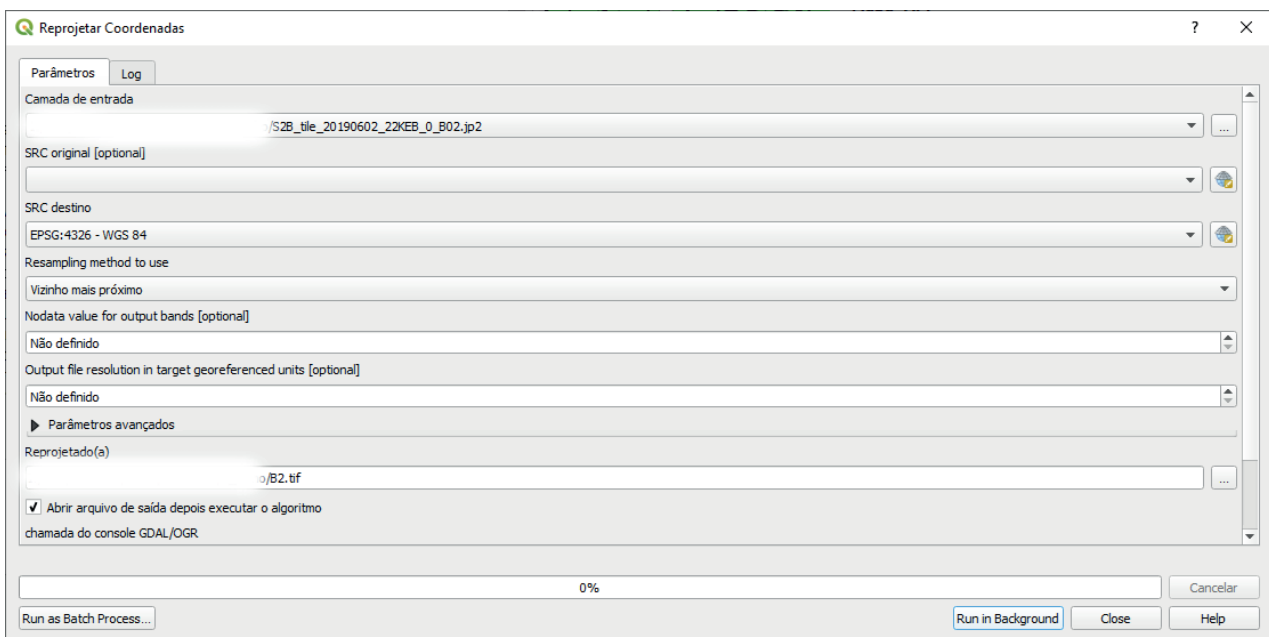 Reprojetar Coordenadas
Parâmetros Log
Camada de entrada
/S2B_tile_20190602_22KEB_0_B02.jp2 ...
SRC original [optional]
SRC destino
EPSG:4326 - WGS 84
Resampling method to use
Vizinho mais próximo
Nodata value for output bands [optional]
Não definido
Output file resolution in target georeferenced units [optional]
Não definido
Parâmetros avançados
Reprojetado(a)
o/B2.tif ...
Abrir arquivo de saída depois executar o algoritmo
chamada do console GDAL/OGR
0% Cancelar
Run as Batch Process... Run in Background Close Help